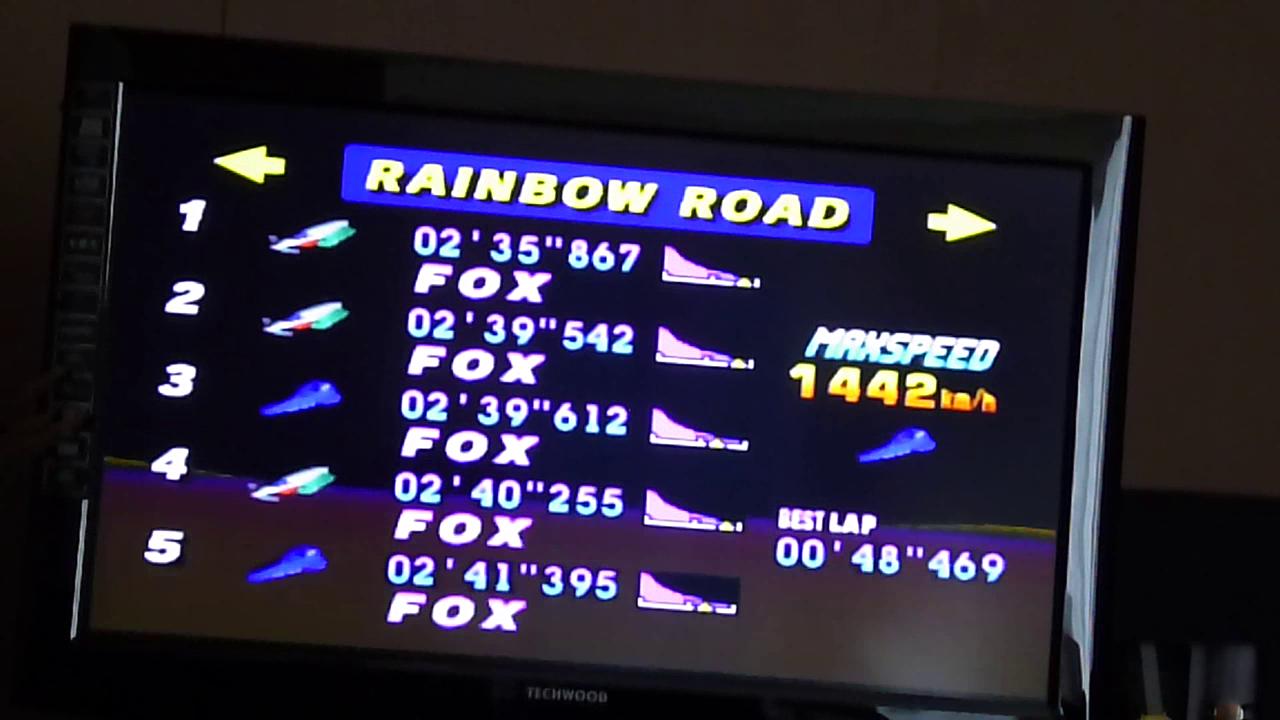 RAINBOW ROAD
1
02'35"867
FOX
2
02'39"542
FOX
3
02'39"612
FOX
4
02'40"255
FOX
5
02'41"395
FOX
MAXSPEED
1442km/h
BEST LAP
00'48"469
TECHWOOD